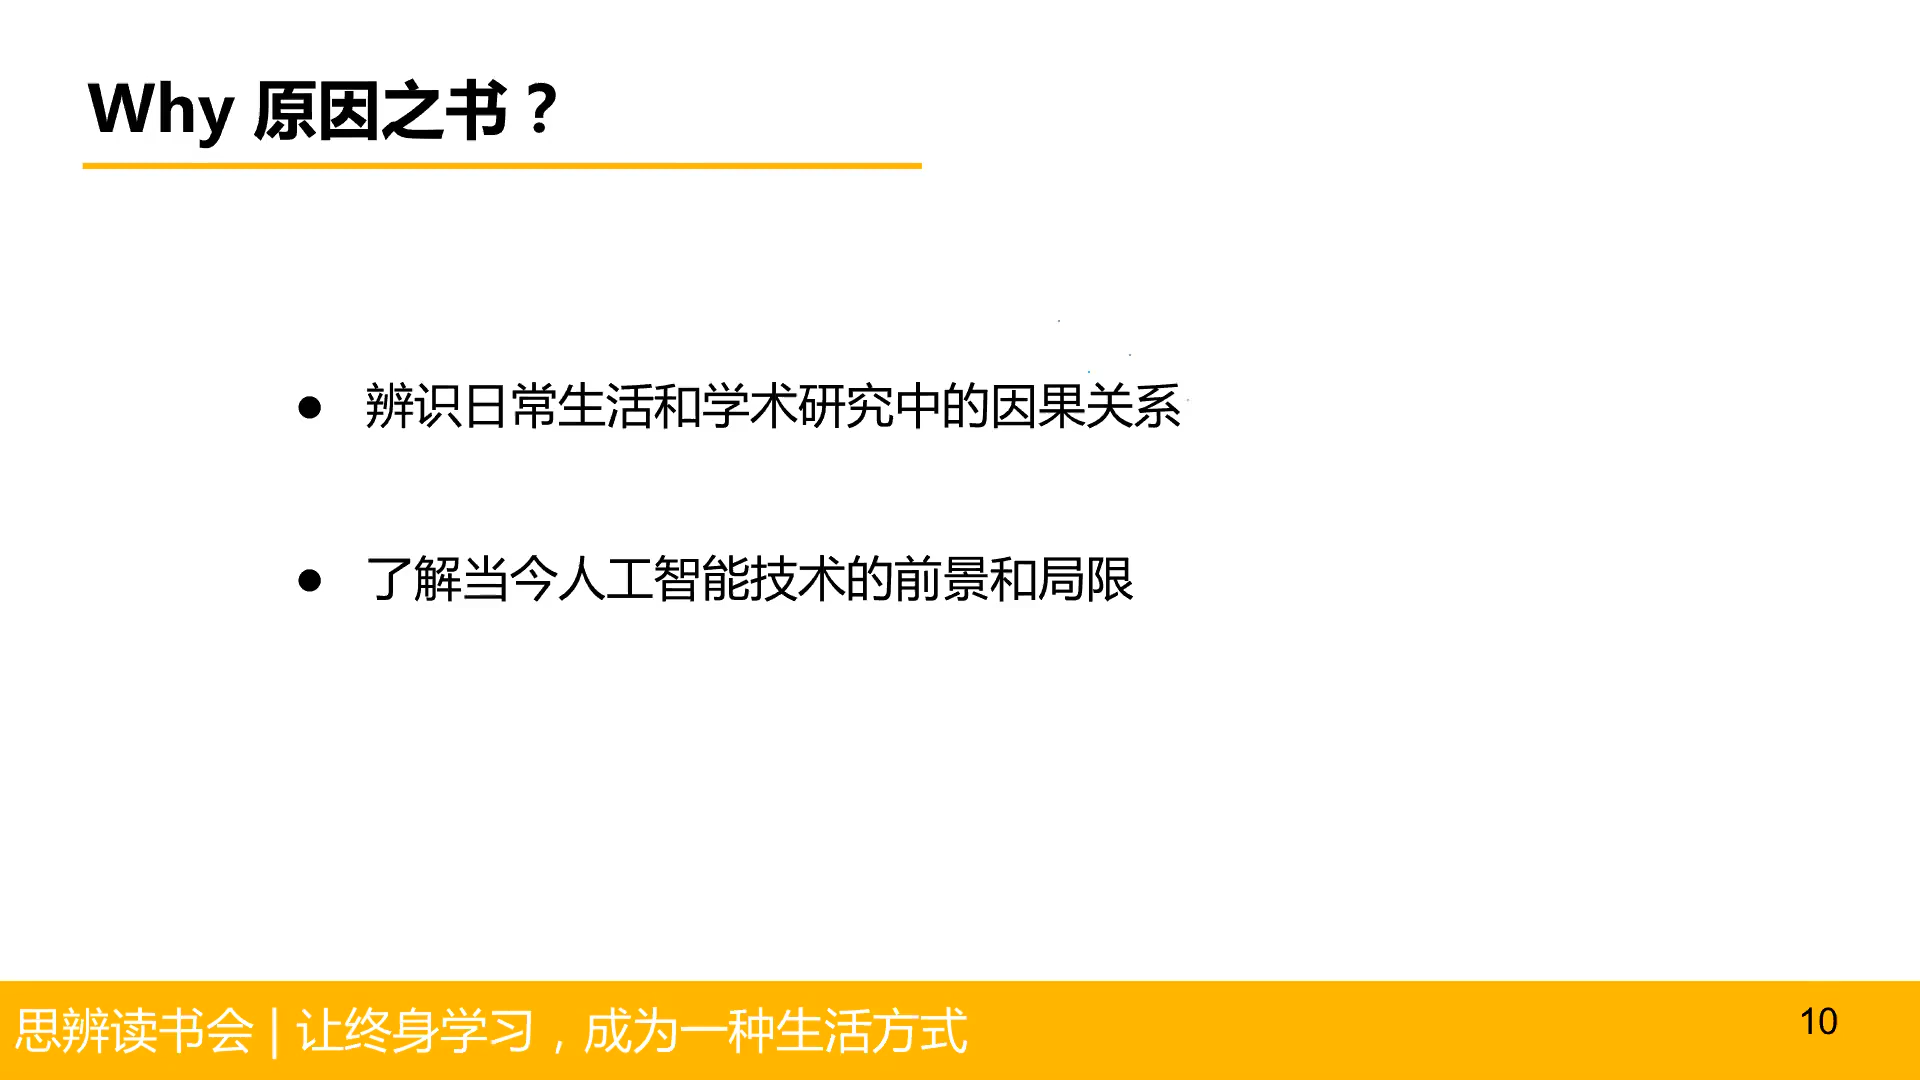 Why 原因之书？
● 辨识日常生活和学术研究中的因果关系
● 了解当今人工智能技术的前景和局限
思辨读书会 | 让终身学习，成为一种生活方式
10